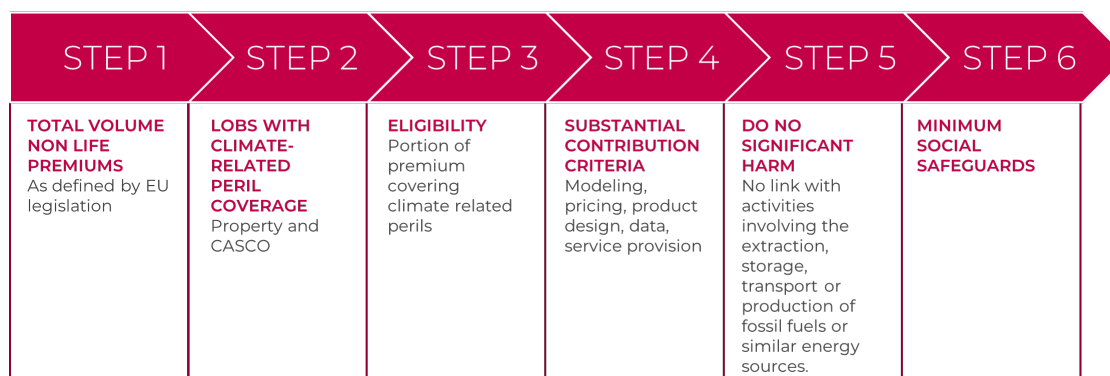 STEP 1
STEP 2
STEP 3
STEP 4
STEP 5
STEP 6
TOTAL VOLUME
NON LIFE
PREMIUMS
As defined by EU
legislation
LOBS WITH
CLIMATE-
RELATED
PERIL
COVERAGE
Property and
CASCO
ELIGIBILITY
Portion of
premium
covering
climate related
perils
SUBSTANTIAL
CONTRIBUTION
CRITERIA
Modeling,
pricing, product
design, data,
service provision
DO NO
SIGNIFICANT
HARM
No link with
activities
involving the
extraction,
storage,
transport or
production of
fossil fuels or
similar energy
sources.
MINIMUM
SOCIAL
SAFEGUARDS